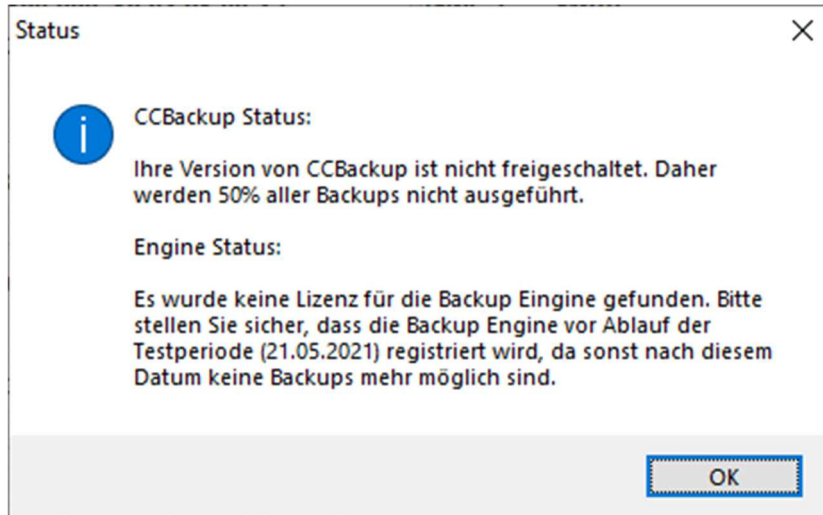 Status
CCBackup Status:
Ihre Version von CCBackup ist nicht freigeschaltet. Daher
werden 50% aller Backups nicht ausgeführt.
Engine Status:
Es wurde keine Lizenz für die Backup Eingine gefunden. Bitte
stellen Sie sicher, dass die Backup Engine vor Ablauf der
Testperiode (21.05.2021) registriert wird, da sonst nach diesem
Datum keine Backups mehr möglich sind.
OK